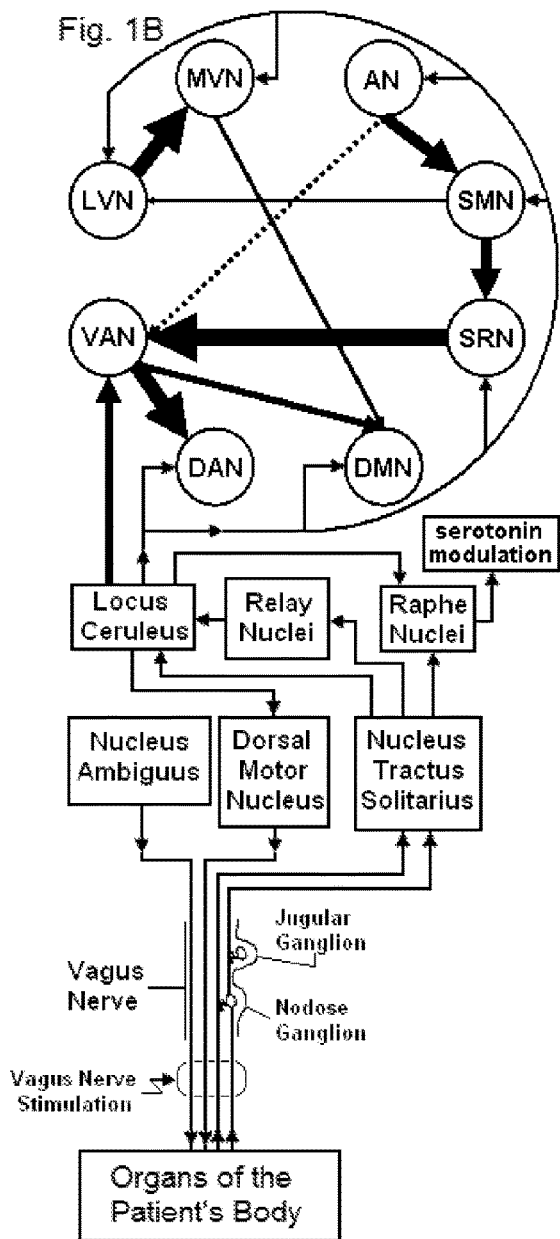 Fig. 1B
MVN
AN
LVN
SMN
VAN
SRN
DAN
DMN
serotonin
modulation
Locus
Ceruleus
Relay
Nuclei
Raphe
Nuclei
Nucleus
Ambiguus
Dorsal
Motor
Nucleus
Nucleus
Tractus
Solitarius
Jugular
Ganglion
Vagus
Nerve
Nodose
Ganglion
Vagus Nerve
Stimulation
Organs of the
Patient's Body